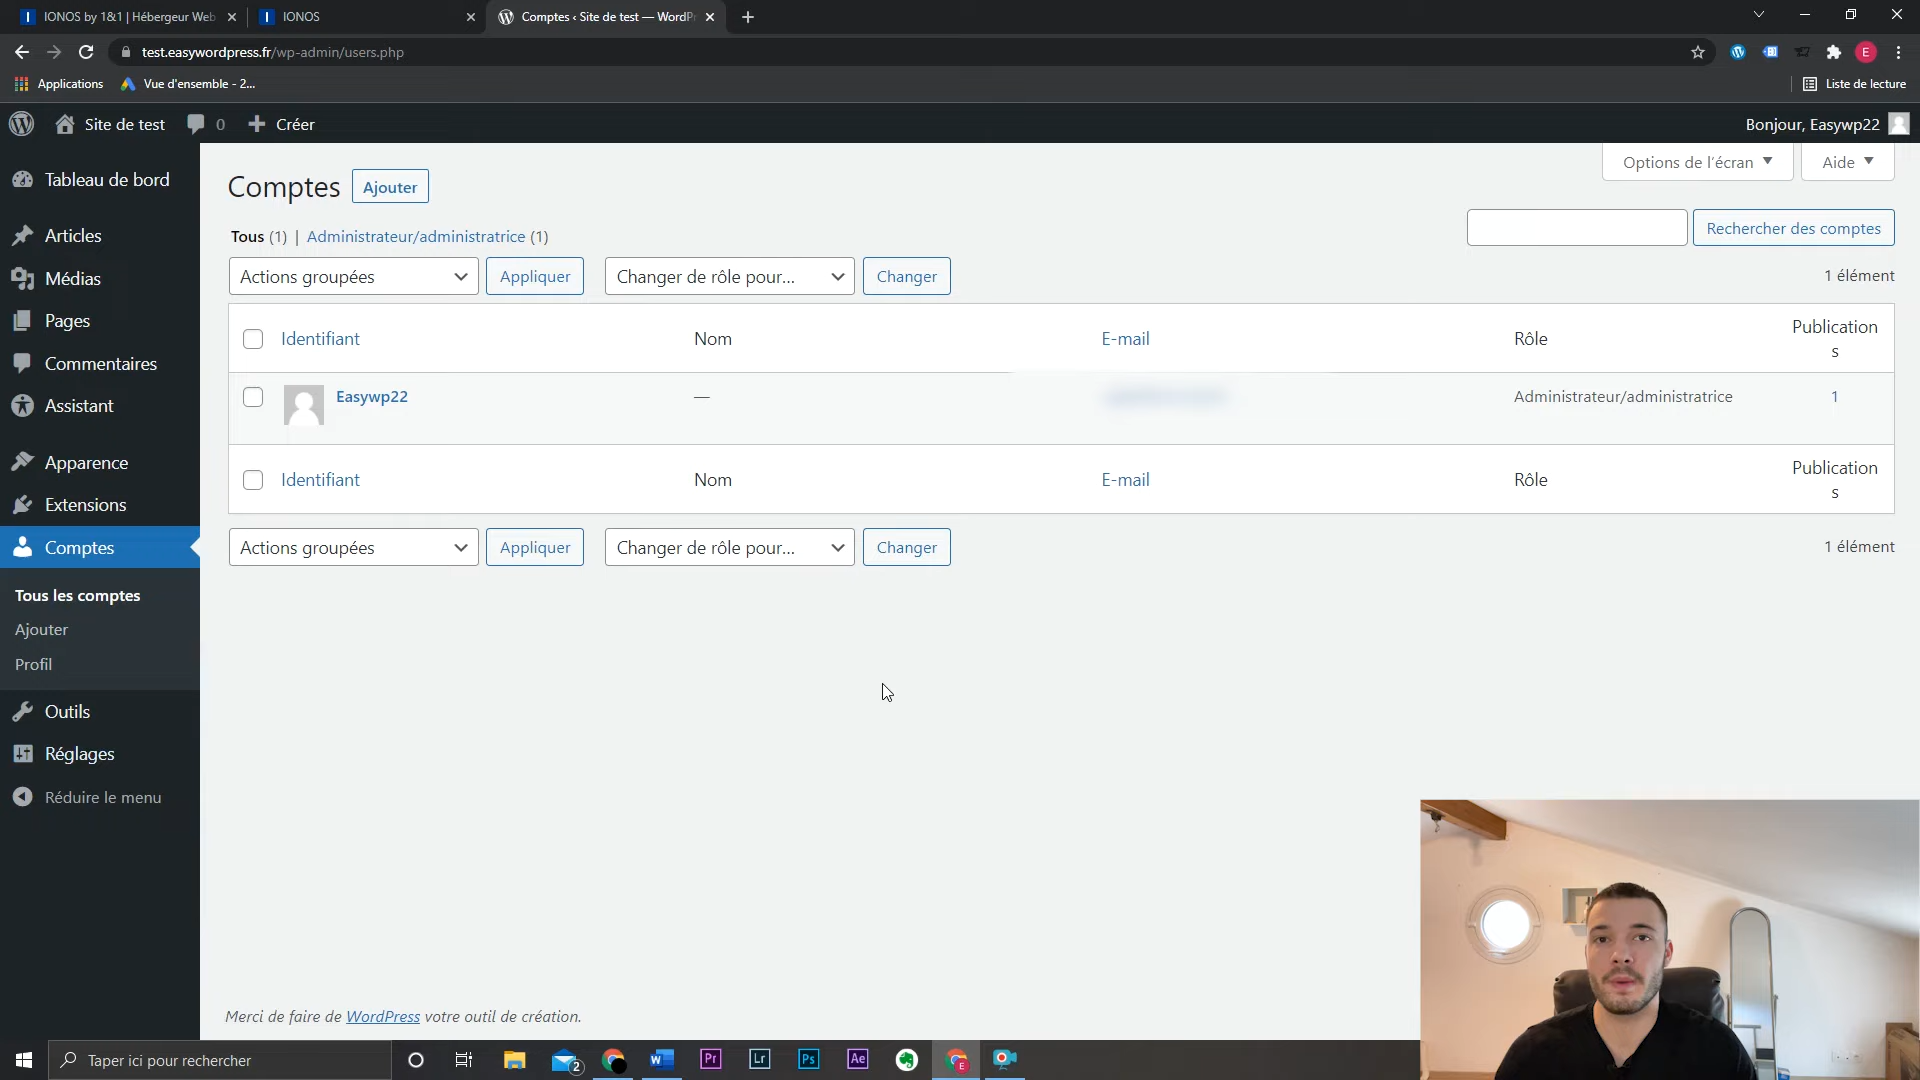 IONOS by 1&1 | Hébergeur Web
IONOS
Comptes ‹ Site de test — WordPr
test.easywordpress.fr/wp-admin/users.php
E
Applications
Vue d'ensemble - 2...
Liste de lecture
Site de test
0
Créer
Bonjour, Easywp22
Tableau de bord
Articles
Médias
Pages
Commentaires
Assistant
Apparence
Extensions
Comptes
Tous les comptes
Ajouter
Profil
Outils
Réglages
Réduire le menu
Options de l'écran
Aide
Comptes
Ajouter
Tous (1) | Administrateur/administratrice (1)
Rechercher des comptes
Actions groupées
Appliquer
Changer de rôle pour...
Changer
1 élément
Identifiant
Nom
E-mail
Rôle
Publication
s
Easywp22
—
Administrateur/administratrice
1
Identifiant
Nom
E-mail
Rôle
Publication
s
Actions groupées
Appliquer
Changer de rôle pour...
Changer
1 élément
Merci de faire de WordPress votre outil de création.
Taper ici pour rechercher
2
W
Pr
Lr
Ps
Ae
E